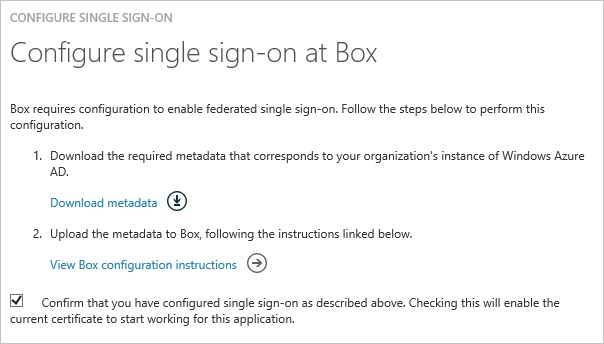 CONFIGURE SINGLE SIGN-ON
Configure single sign-on at Box
Box requires configuration to enable federated single sign-on. Follow the steps below to perform this
configuration.
1. Download the required metadata that corresponds to your organization's instance of Windows Azure
AD.
Download metadata
2. Upload the metadata to Box, following the instructions linked below.
View Box configuration instructions
Confirm that you have configured single sign-on as described above. Checking this will enable the
current certificate to start working for this application.